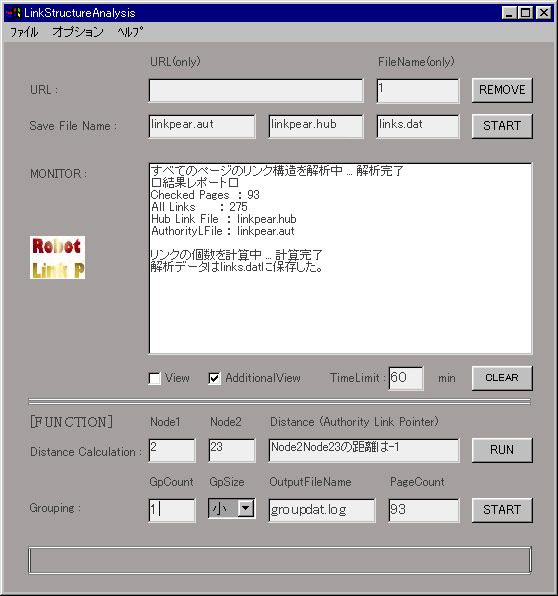 LinkStructureAnalysis
ファイル オプション ヘルプ
URL(only) FileName(only)
URL : 1 REMOVE
Save File Name : linkpear.aut linkpear.hub links.dat START
MONITOR :
すべてのページのリンク構造を解析中 ... 解析完了
ロ結果レポートロ
Checked Pages : 93
All Links : 275
Hub Link File : linkpear.hub
AuthorityLFile : linkpear.aut
リンクの個数を計算中 ... 計算完了
解析データはlinks.datに保存した。
Robot
Link P
View AdditionalView TimeLimit : 60 min CLEAR
[FUNCTION] Node1 Node2 Distance (Authority Link Pointer)
Distance Calculation : 2 23 Node2Node23の距離は-1 RUN
GpCount GpSize OutputFileName PageCount
Grouping : 1 小 groupdat.log 93 START